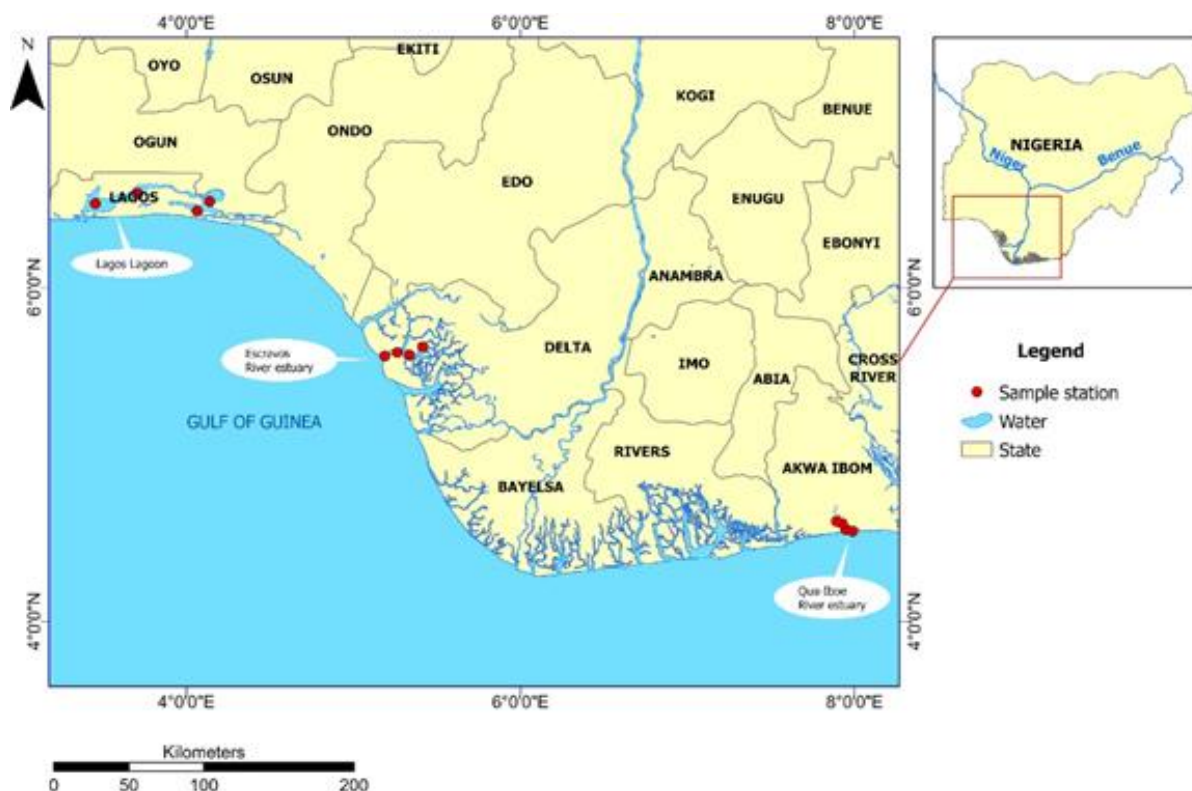 4°0'0"E
6°0'0"E
8°0'0"E
N
EKITI
OYO
OSUN
KOGI
BENUE
ONDO
OGUN
NIGERIA
Niger
Benue
EDO
ENUGU
LAGOS
EBONYI
Lagos Lagoon
ANAMBRA
6°0'0"N
6°0'0"N
DELTA
Escravos
River estuary
IMO
ABIA
CROSS
RIVER
Legend
Sample station
Water
State
GULF OF GUINEA
RIVERS
AKWA IBOM
BAYELSA
Qua Iboe
River estuary
4°0'0"N
4°0'0"N
4°0'0"E
6°0'0"E
8°0'0"E
Kilometers
0 50 100 200